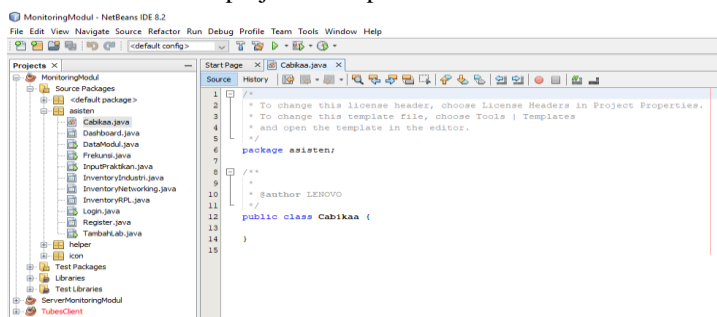 MonitoringModul - NetBeans IDE 8.2
File Edit View Navigate Source Refactor Run Debug Profile Team Tools Window Help
<default config>
Projects
MonitoringModul
Source Packages
<default package>
asisten
Cabikaa.java
Dashboard.java
DataModul.java
Frekunsi.java
InputPraktikan.java
InventoryIndustri.java
InventoryNetworking.java
InventoryRPL.java
Login.java
Register.java
TambahLab.java
helper
icon
Test Packages
Libraries
Test Libraries
ServerMonitoringModul
TubesClient
Start Page Cabikaa.java
Source History
1 /*
2 * To change this license header, choose License Headers in Project Properties.
3 * To change this template file, choose Tools | Templates
4 * and open the template in the editor.
5 */
6 package asisten;
7
8 /**
9 *
10 * @author LENOVO
11 */
12 public class Cabikaa {
13
14 }
15